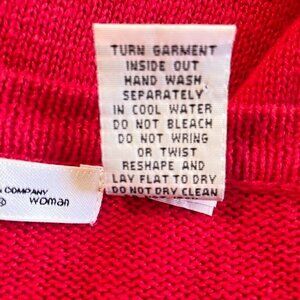 TURN GARMENT
INSIDE OUT
HAND WASH
SEPARATELY
IN COOL WATER
DO NOT BLEACH
DO NOT WRING
OR TWIST
RESHAPE AND
LAY FLAT TO DRY
DO NOT DRY CLEAN
COMPANY
® woman